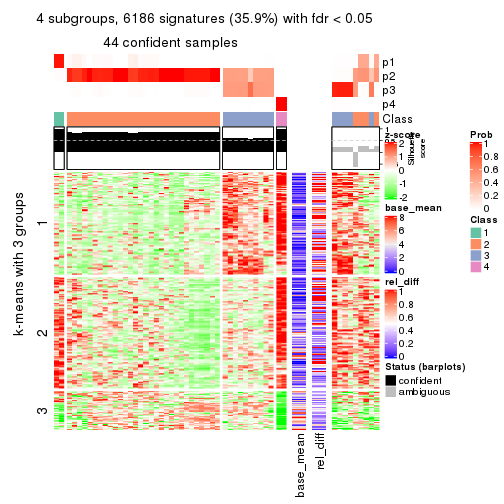 4 subgroups, 6186 signatures (35.9%) with fdr < 0.05
44 confident samples
p1
p2
p3
p4
Class
1
Silhouette
score
z-score
2
1
0
-1
-2
base_mean
8
6
4
2
0
rel_diff
1
0.8
0.6
0.4
0.2
0
Status (barplots)
confident
ambiguous
Prob
1
0.8
0.6
0.4
0.2
0
Class
1
2
3
4
k-means with 3 groups
1
2
3
base_mean
rel_diff